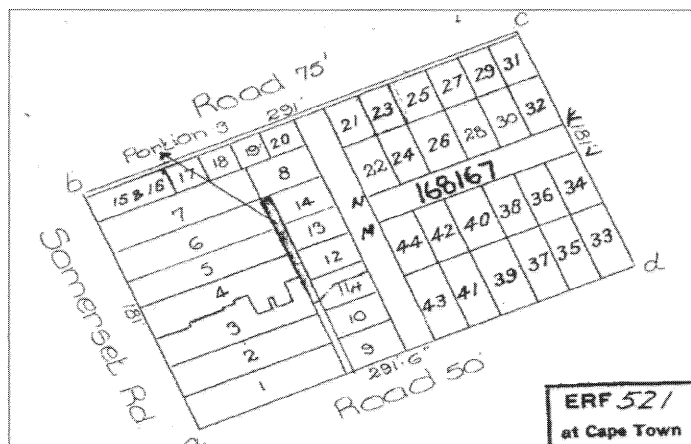 c
Road 75'
291'
Portion 3
b
15&16 17 18 19 20
21 23 25 27 29 31
22 24 26 28 30 32
K
181'
L
168167
N
M
7 8
6 14
5 13
4 12
3 11A
2 10
1 9
44 42 40 38 36 34
43 41 39 37 35 33
d
Somerset Rd.
181'
291'6"
Road 50'
a
ERF 521
at Cape Town